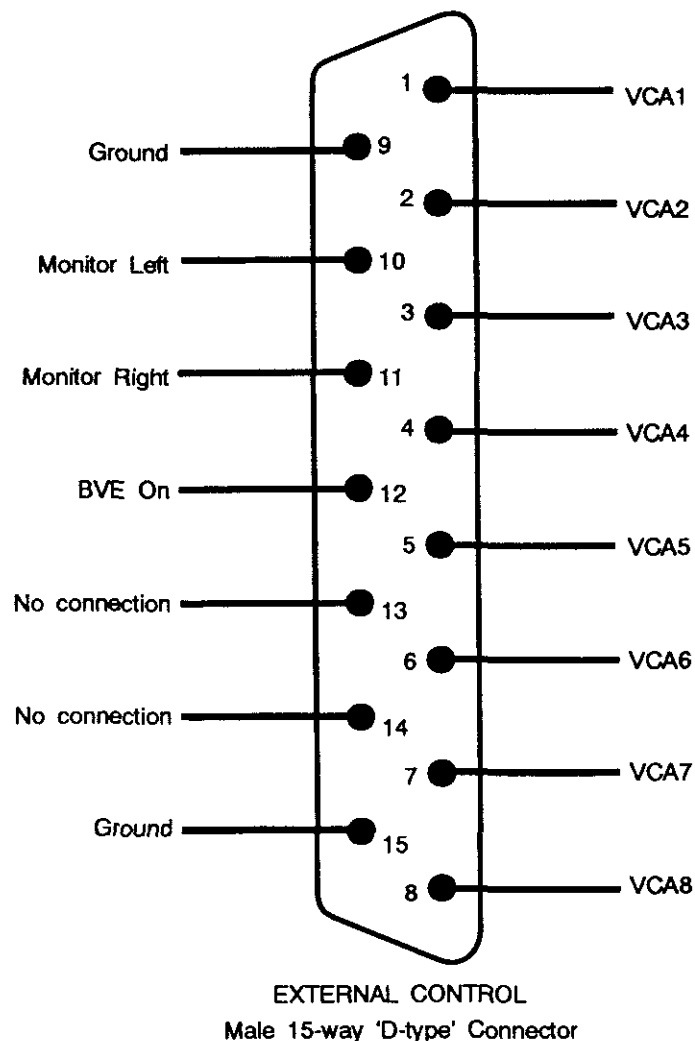 1 VCA1
Ground 9
2 VCA2
Monitor Left 10
3 VCA3
Monitor Right 11
4 VCA4
BVE On 12
5 VCA5
No connection 13
6 VCA6
No connection 14
7 VCA7
Ground 15
8 VCA8
EXTERNAL CONTROL
Male 15-way 'D-type' Connector